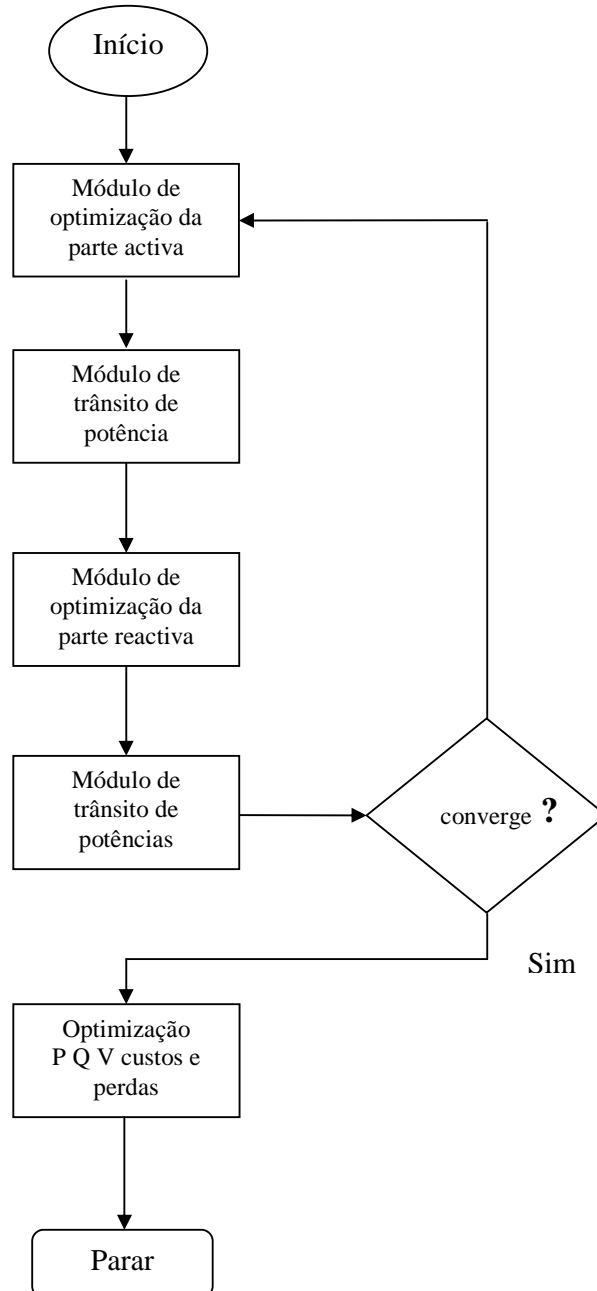 Início
Módulo de
optimização da
parte activa
Módulo de
trânsito de
potência
Módulo de
optimização da
parte reactiva
Módulo de
trânsito de
potências
converge ?
Sim
Optimização
P Q V custos e
perdas
Parar